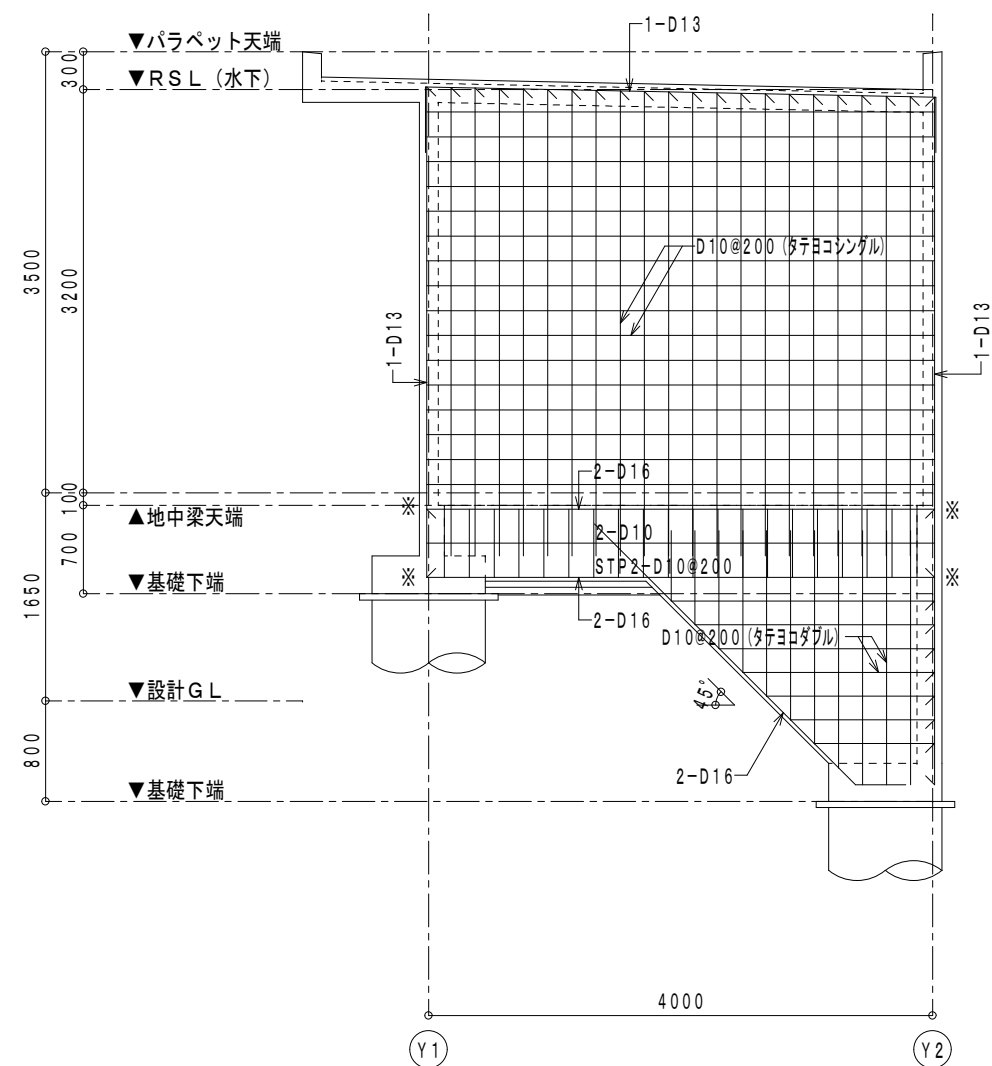 1-D13
▼パラペット天端
300
▼RSL（水下）
D10@200(タテヨコシングル)
3500
3200
1-D13
1-D13
2-D16
※
※
100
▲地中梁天端
2-D10
700
STP2-D10@200
※
※
▼基礎下端
1650
2-D16
D10@200(タテヨコダブル)
▼設計GL
45°
800
2-D16
▼基礎下端
4000
Y1
Y2